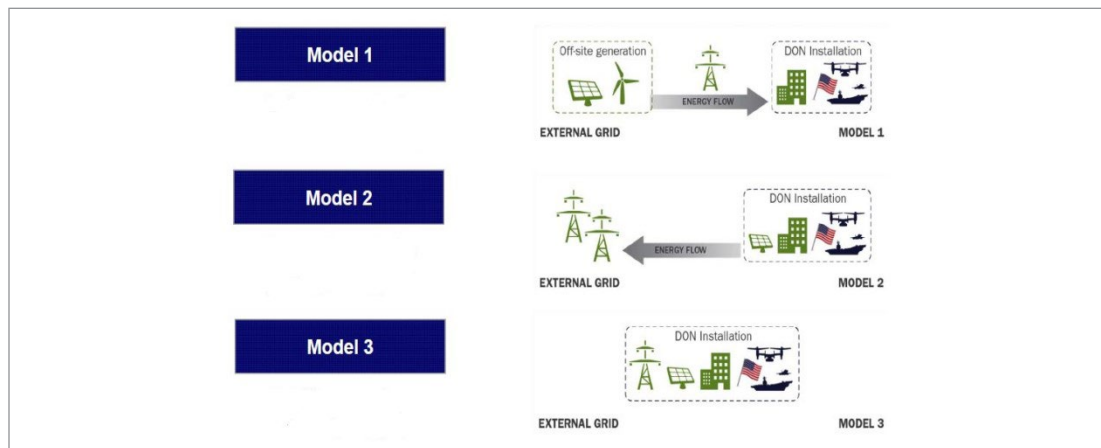 Model 1
Off-site generation
DON Installation
ENERGY FLOW
EXTERNAL GRID
MODEL 1
Model 2
DON Installation
ENERGY FLOW
EXTERNAL GRID
MODEL 2
Model 3
DON Installation
EXTERNAL GRID
MODEL 3